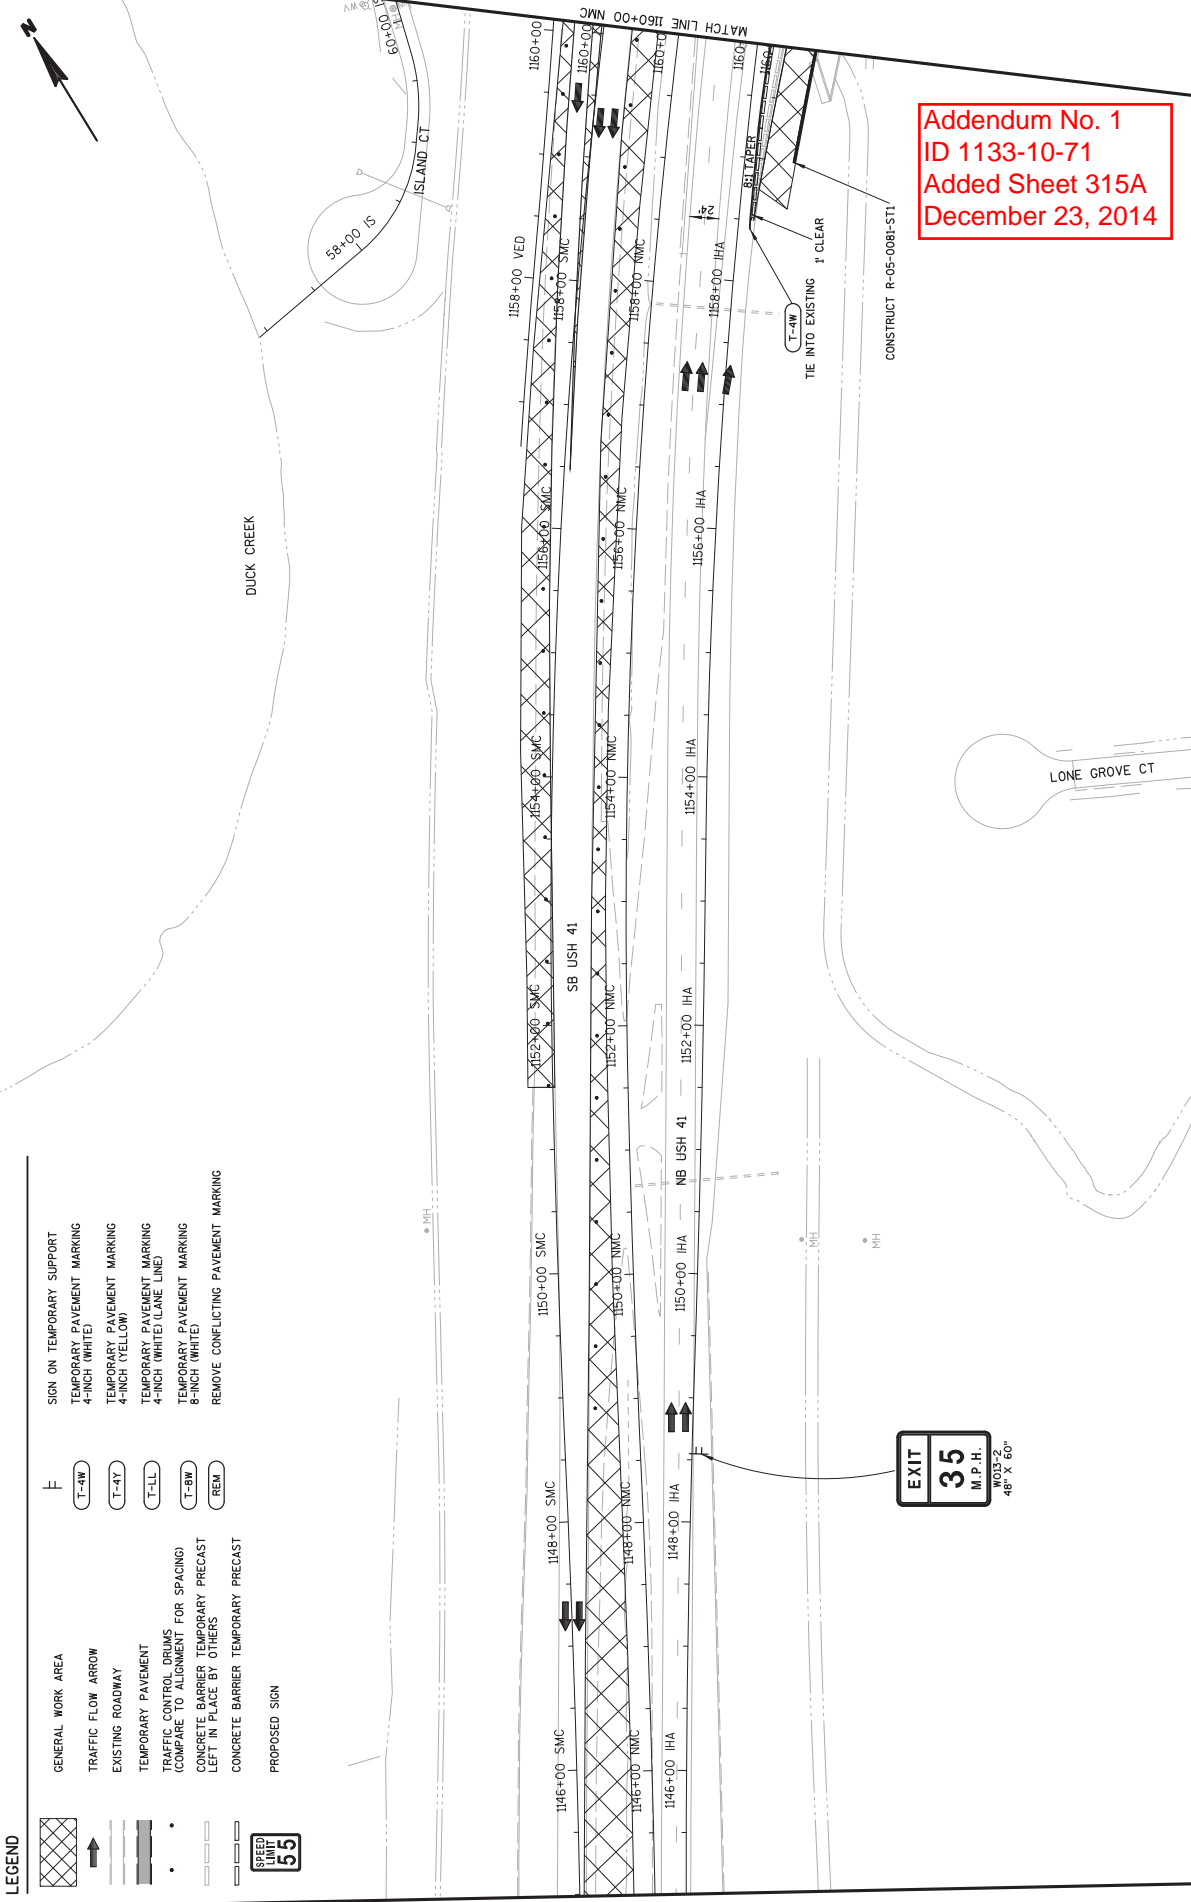 Addendum No. 1
ID 1133-10-71
Added Sheet 315A
December 23, 2014
N
MATCH LINE 1160+00 NMC
60+00 IS
ISLAND CT
58+00 IS
MH
WV
DUCK CREEK
1160+00
1160+00
1160+0
1160
1160
1158+00 VED
1158+00 SMC
1158+00 NMC
1158+00 IHA
8:1 TAPER
24'
1' CLEAR
T-4W
TIE INTO EXISTING
CONSTRUCT R-05-0081-ST1
1156+00 SMC
1156+00 NMC
1156+00 IHA
1154+00 SMC
1154+00 NMC
1154+00 IHA
LONE GROVE CT
SB USH 41
1152+00 SMC
1152+00 NMC
1152+00 IHA
NB USH 41
MH
MH
MH
1150+00 SMC
1150+00 NMC
1150+00 IHA
1148+00 SMC
1148+00 NMC
1148+00 IHA
EXIT
35
M.P.H.
WO13-2
48" X 60"
1146+00 SMC
1146+00 NMC
1146+00 IHA
LEGEND
GENERAL WORK AREA
TRAFFIC FLOW ARROW
EXISTING ROADWAY
TEMPORARY PAVEMENT
TRAFFIC CONTROL DRUMS
(COMPARE TO ALIGNMENT FOR SPACING)
CONCRETE BARRIER TEMPORARY PRECAST
LEFT IN PLACE BY OTHERS
CONCRETE BARRIER TEMPORARY PRECAST
SPEED
LIMIT
55
PROPOSED SIGN
SIGN ON TEMPORARY SUPPORT
T-4W
TEMPORARY PAVEMENT MARKING
4-INCH (WHITE)
T-4Y
TEMPORARY PAVEMENT MARKING
4-INCH (YELLOW)
T-LL
TEMPORARY PAVEMENT MARKING
4-INCH (WHITE) (LANE LINE)
T-8W
TEMPORARY PAVEMENT MARKING
8-INCH (WHITE)
REM
REMOVE CONFLICTING PAVEMENT MARKING